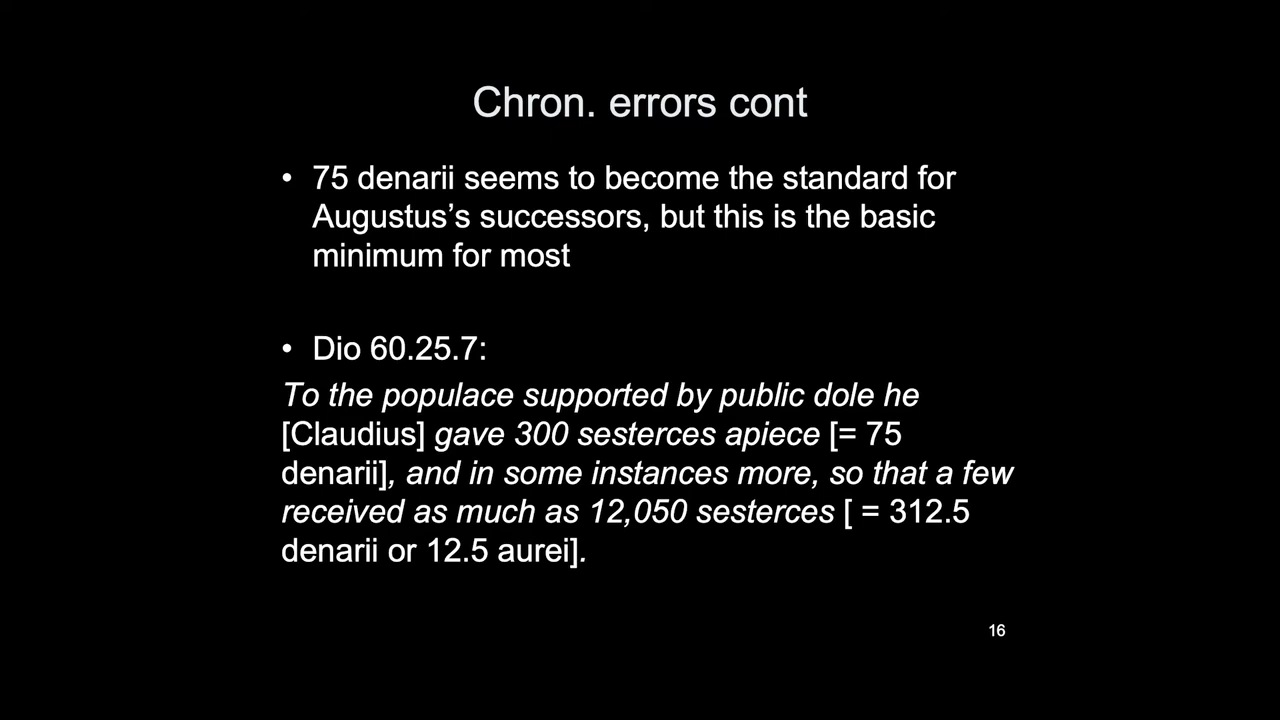 Chron. errors cont
• 75 denarii seems to become the standard for
Augustus’s successors, but this is the basic
minimum for most
• Dio 60.25.7:
To the populace supported by public dole he
[Claudius] gave 300 sesterces apiece [= 75
denarii], and in some instances more, so that a few
received as much as 12,050 sesterces [ = 312.5
denarii or 12.5 aurei].
16